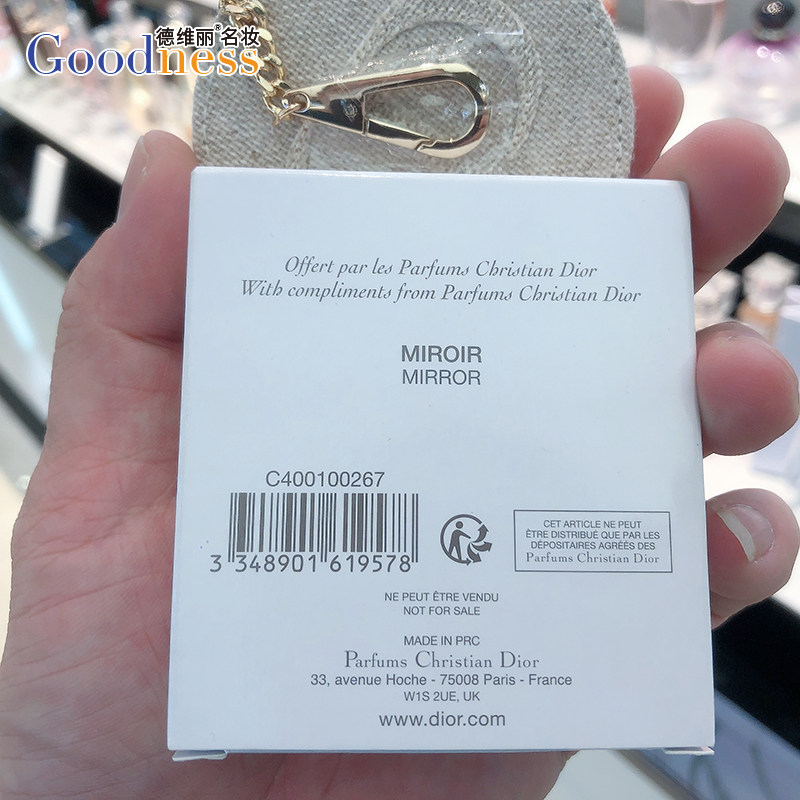 德维丽®名妆
Goodness
Offert par les Parfums Christian Dior
With compliments from Parfums Christian Dior
MIROIR
MIRROR
C400100267
3 348901 619578
CET ARTICLE NE PEUT
ÊTRE DISTRIBUÉ QUE PAR LES
DÉPOSITAIRES AGRÉÉS DES
Parfums Christian Dior
NE PEUT ÊTRE VENDU
NOT FOR SALE
MADE IN PRC
Parfums Christian Dior
33, avenue Hoche - 75008 Paris - France
W1S 2UE, UK
www.dior.com